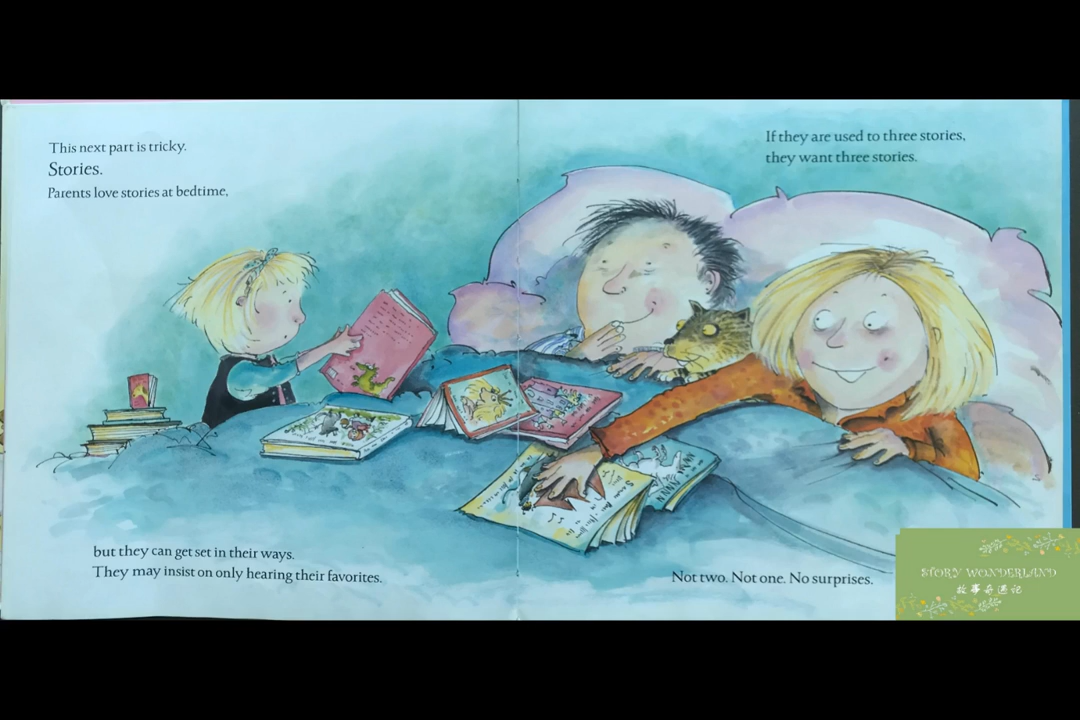 This next part is tricky.
Stories.
Parents love stories at bedtime,
but they can get set in their ways.
They may insist on only hearing their favorites.
If they are used to three stories,
they want three stories.
Not two. Not one. No surprises.
STORY WONDERLAND
故事奇遇记